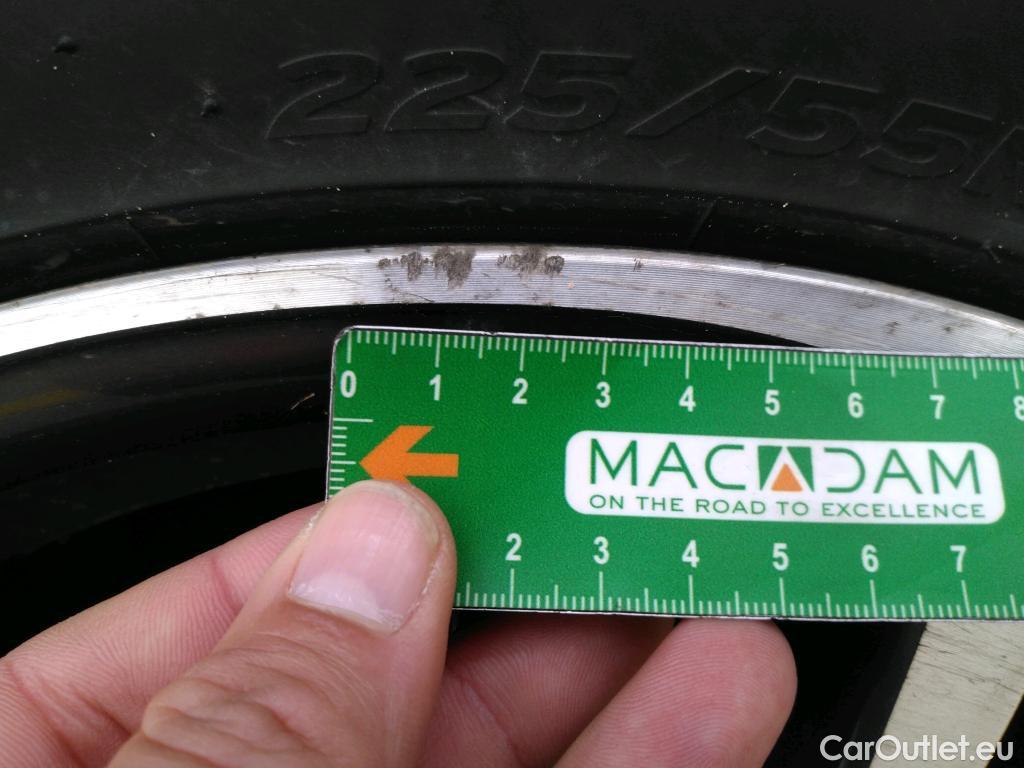 225/55R
0 1 2 3 4 5 6 7 8
MACADAM
ON THE ROAD TO EXCELLENCE
2 3 4 5 6 7
CarOutlet.eu